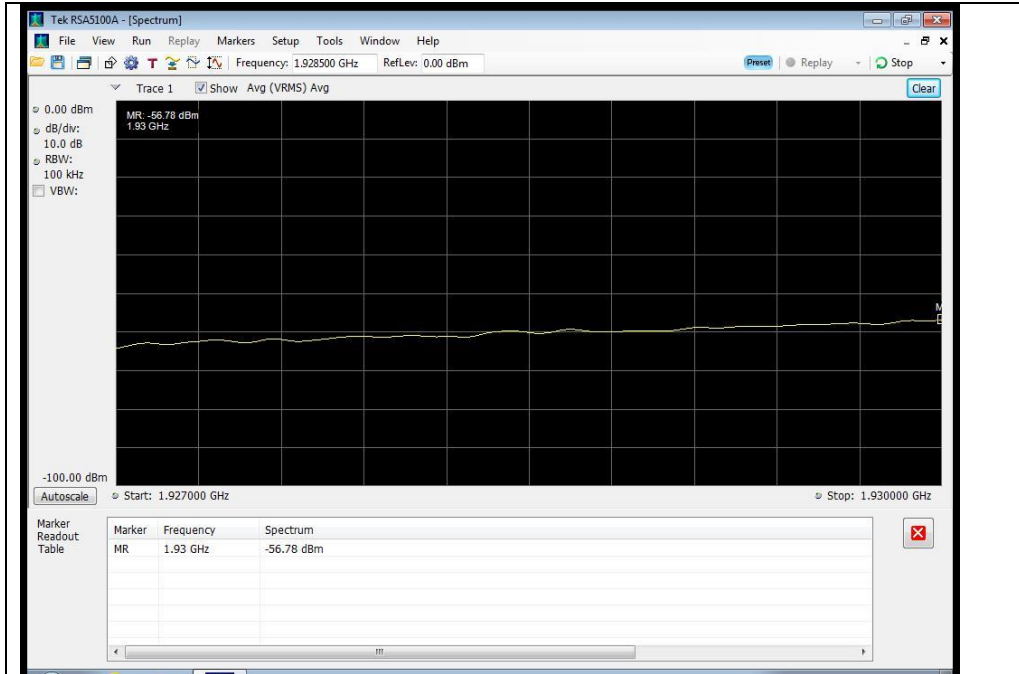 Tek RSA5100A - [Spectrum]
File View Run Replay Markers Setup Tools Window Help
T Frequency: 1.928500 GHz RefLev: 0.00 dBm Preset Replay Stop
Trace 1 Show Avg (VRMS) Avg Clear
0.00 dBm
MR: -56.78 dBm
1.93 GHz
dB/div:
10.0 dB
RBW:
100 kHz
VBW:
M
-100.00 dBm
Autoscale Start: 1.927000 GHz Stop: 1.930000 GHz
Marker
Readout
Table
Marker Frequency Spectrum
MR 1.93 GHz -56.78 dBm